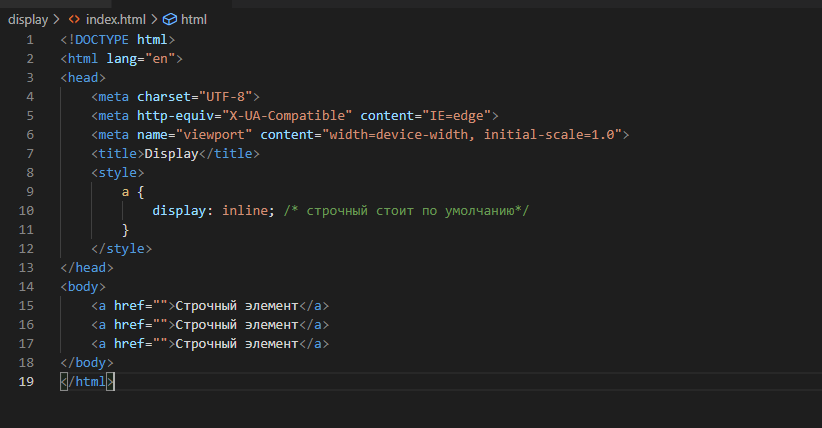 display > index.html > html
1 <!DOCTYPE html>
2 <html lang="en">
3 <head>
4 <meta charset="UTF-8">
5 <meta http-equiv="X-UA-Compatible" content="IE=edge">
6 <meta name="viewport" content="width=device-width, initial-scale=1.0">
7 <title>Display</title>
8 <style>
9 a {
10 display: inline; /* строчный стоит по умолчанию*/
11 }
12 </style>
13 </head>
14 <body>
15 <a href="">Строчный элемент</a>
16 <a href="">Строчный элемент</a>
17 <a href="">Строчный элемент</a>
18 </body>
19 </html>